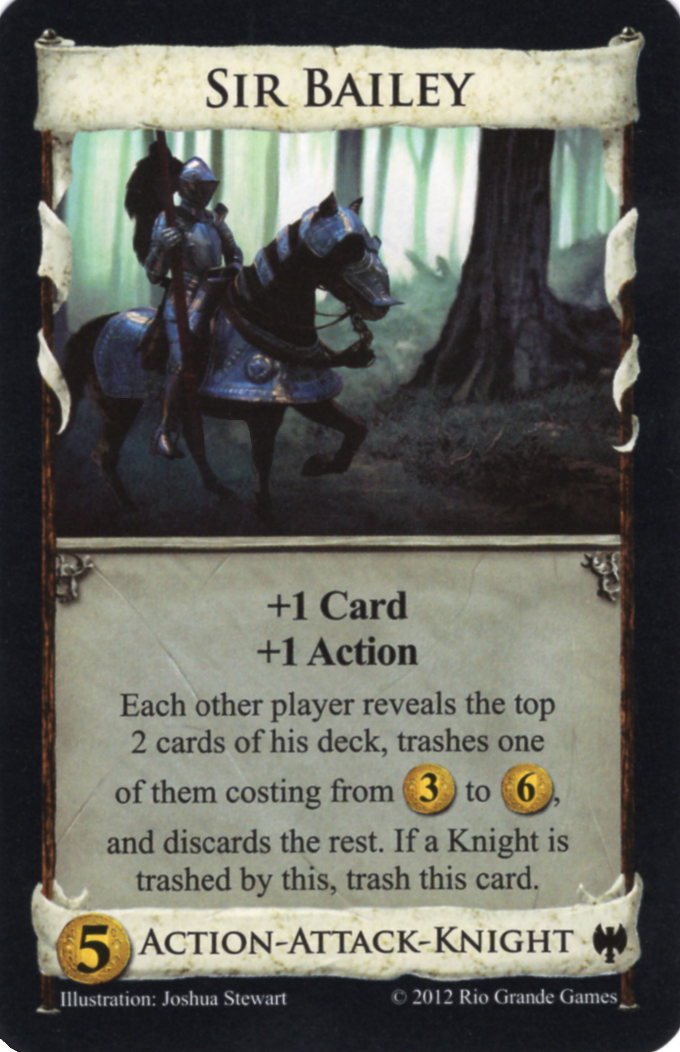 Sir Bailey
+1 Card
+1 Action
Each other player reveals the top
2 cards of his deck, trashes one
of them costing from 3 to 6,
and discards the rest. If a Knight is
trashed by this, trash this card.
5 Action-Attack-Knight
Illustration: Joshua Stewart © 2012 Rio Grande Games